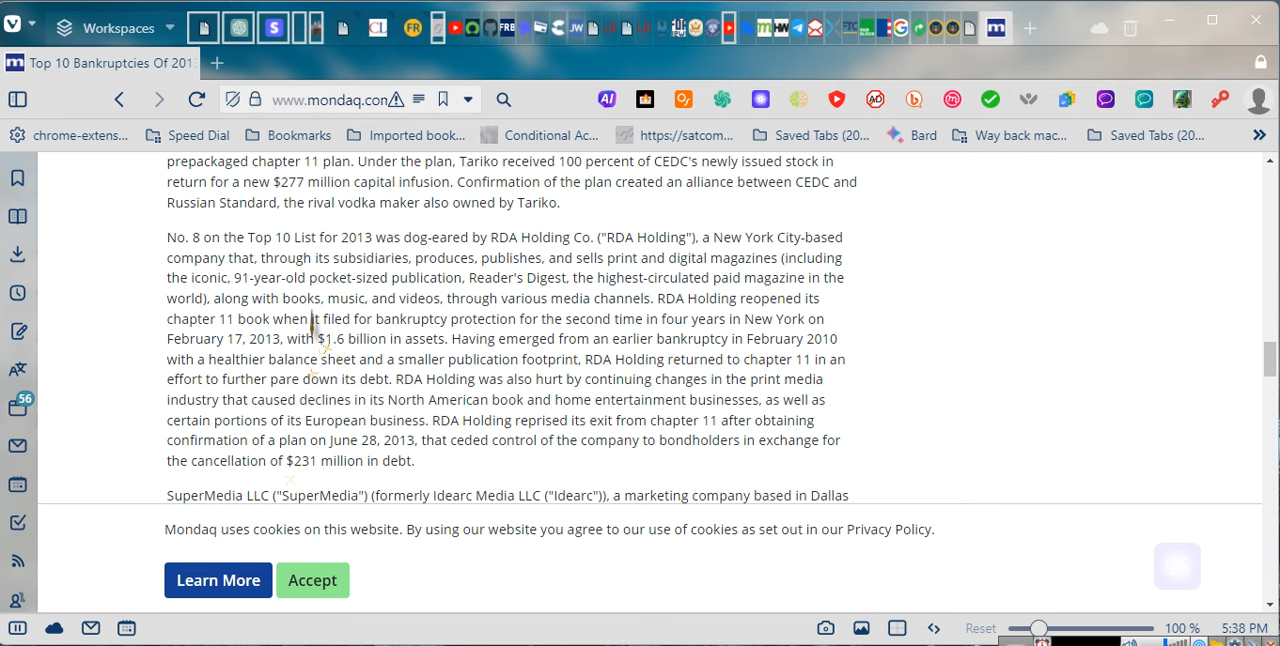 Workspaces
CL
FR
FRB
JW
HW
Top 10 Bankruptcies Of 201
www.mondaq.con
chrome-extens...
Speed Dial
Bookmarks
Imported book...
Conditional Ac...
https://satcom...
Saved Tabs (20...
Bard
Way back mac...
Saved Tabs (20...
prepackaged chapter 11 plan. Under the plan, Tariko received 100 percent of CEDC's newly issued stock in
return for a new $277 million capital infusion. Confirmation of the plan created an alliance between CEDC and
Russian Standard, the rival vodka maker also owned by Tariko.
No. 8 on the Top 10 List for 2013 was dog-eared by RDA Holding Co. ("RDA Holding"), a New York City-based
company that, through its subsidiaries, produces, publishes, and sells print and digital magazines (including
the iconic, 91-year-old pocket-sized publication, Reader's Digest, the highest-circulated paid magazine in the
world), along with books, music, and videos, through various media channels. RDA Holding reopened its
chapter 11 book when it filed for bankruptcy protection for the second time in four years in New York on
February 17, 2013, with $1.6 billion in assets. Having emerged from an earlier bankruptcy in February 2010
with a healthier balance sheet and a smaller publication footprint, RDA Holding returned to chapter 11 in an
effort to further pare down its debt. RDA Holding was also hurt by continuing changes in the print media
industry that caused declines in its North American book and home entertainment businesses, as well as
certain portions of its European business. RDA Holding reprised its exit from chapter 11 after obtaining
confirmation of a plan on June 28, 2013, that ceded control of the company to bondholders in exchange for
the cancellation of $231 million in debt.
SuperMedia LLC ("SuperMedia") (formerly Idearc Media LLC ("Idearc")), a marketing company based in Dallas
56
Mondaq uses cookies on this website. By using our website you agree to our use of cookies as set out in our Privacy Policy.
Learn More
Accept
Reset
100 %
5:38 PM